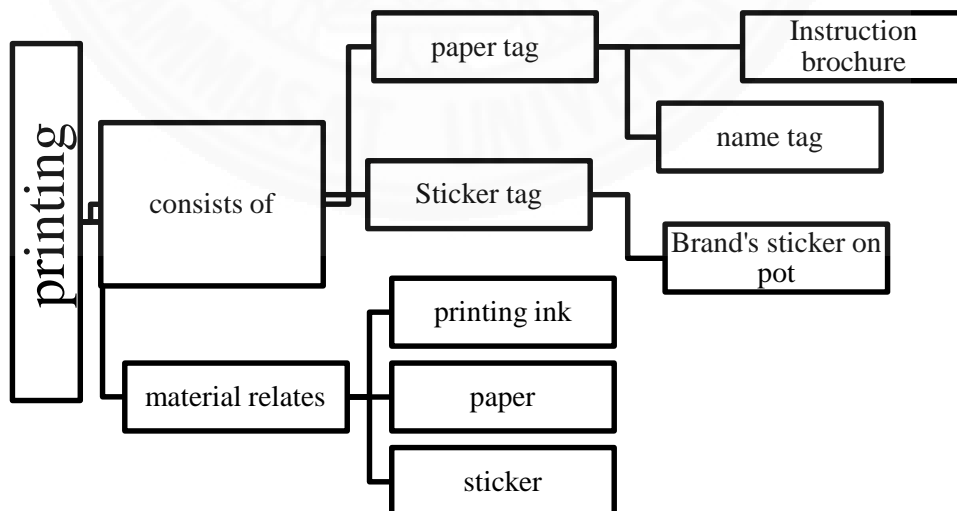 printing
consists of
paper tag
Instruction
brochure
name tag
Sticker tag
Brand's sticker on
pot
material relates
printing ink
paper
sticker